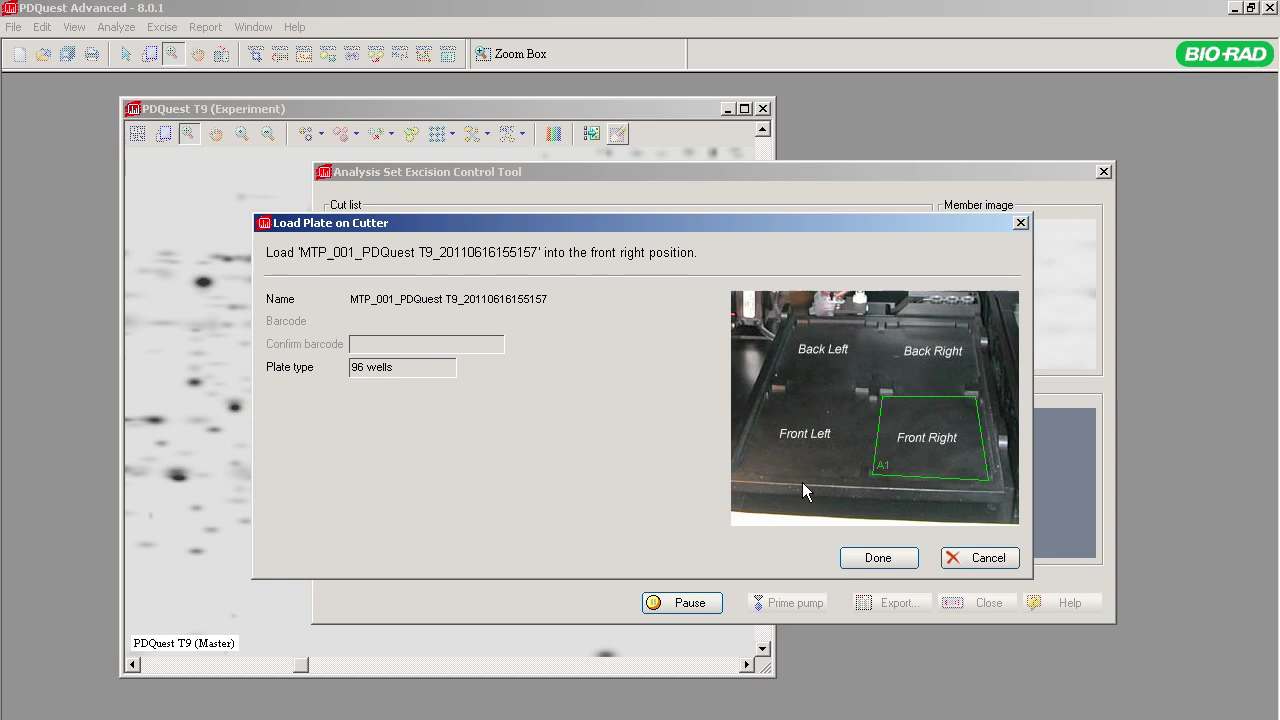 PDQuest Advanced - 8.0.1
File Edit View Analyze Excise Report Window Help
Zoom Box
BIO-RAD
PDQuest T9 (Experiment)
Analysis Set Excision Control Tool
Cut list
Member image
Load Plate on Cutter
Load 'MTP_001_PDQuest T9_20110616155157' into the front right position.
Name MTP_001_PDQuest T9_20110616155157
Barcode
Confirm barcode
Plate type 96 wells
Back Left Back Right
Front Left Front Right
A1
Done Cancel
Pause Prime pump Export... Close Help
PDQuest T9 (Master)